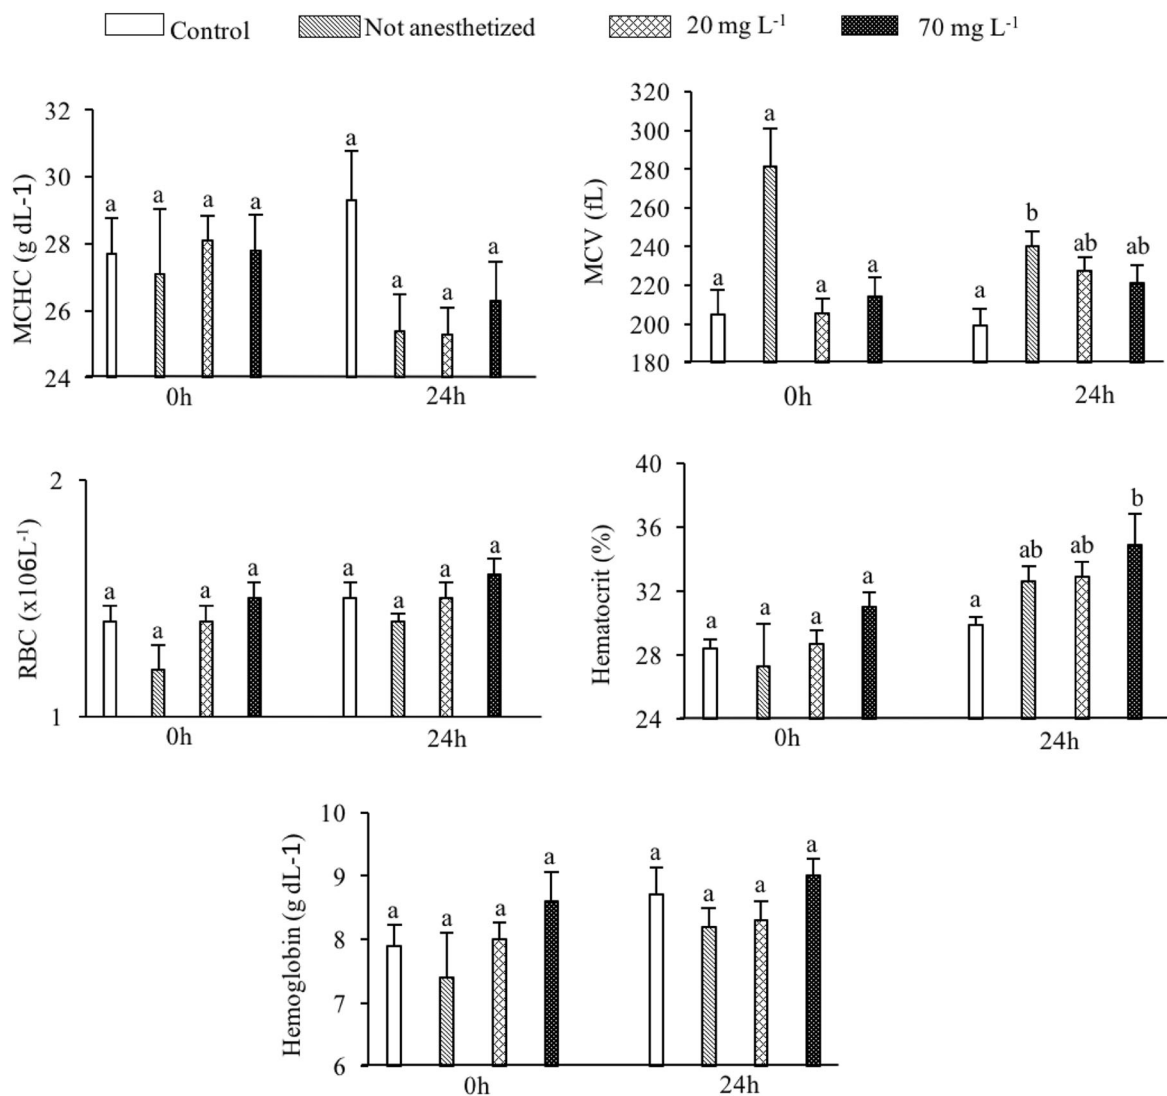 Control Not anesthetized 20 mg L-1 70 mg L-1
MCHC (g dL-1)
32
30
28
26
24
a a a a a a a a
0h 24h
MCV (fL)
320
300
280
260
240
220
200
180
a a a a a b ab ab
0h 24h
RBC (x106L-1)
2
1
a a a a a a a a
0h 24h
Hematocrit (%)
40
36
32
28
24
a a a a a ab ab b
0h 24h
Hemoglobin (g dL-1)
10
9
8
7
6
a a a a a a a a
0h 24h